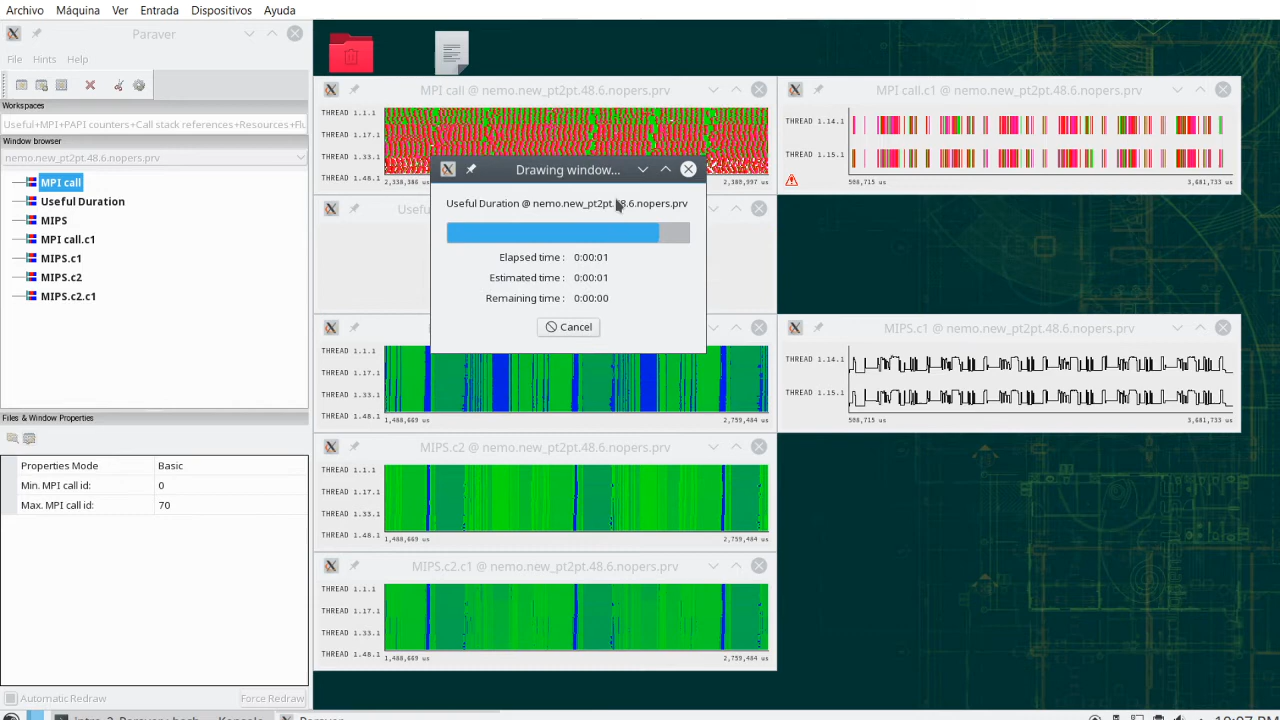 Archivo Máquina Ver Entrada Dispositivos Ayuda
Paraver
File Hints Help
Workspaces
Useful+MPI+PAPI counters+Call stack references+Resources+Flu
Window browser
nemo.new_pt2pt.48.6.nopers.prv
MPI call
Useful Duration
MIPS
MPI call.c1
MIPS.c1
MIPS.c2
MIPS.c2.c1
Files & Window Properties
Properties Mode Basic
Min. MPI call id: 0
Max. MPI call id: 70
Automatic Redraw Force Redraw
MPI call @ nemo.new_pt2pt.48.6.nopers.prv
THREAD 1.1.1
THREAD 1.17.1
THREAD 1.33.1
THREAD 1.48.1
2,338,386 us 2,380,997 us
MPI call.c1 @ nemo.new_pt2pt.48.6.nopers.prv
THREAD 1.14.1
THREAD 1.15.1
508,715 us 3,681,733 us
Drawing window...
Useful Duration @ nemo.new_pt2pt.48.6.nopers.prv
Elapsed time : 0:00:01
Estimated time : 0:00:01
Remaining time : 0:00:00
Cancel
THREAD 1.1.1
THREAD 1.17.1
THREAD 1.33.1
THREAD 1.48.1
1,488,669 us 2,759,484 us
MIPS.c1 @ nemo.new_pt2pt.48.6.nopers.prv
THREAD 1.14.1
THREAD 1.15.1
508,715 us 3,681,733 us
MIPS.c2 @ nemo.new_pt2pt.48.6.nopers.prv
THREAD 1.1.1
THREAD 1.17.1
THREAD 1.33.1
THREAD 1.48.1
1,488,669 us 2,759,484 us
MIPS.c2.c1 @ nemo.new_pt2pt.48.6.nopers.prv
THREAD 1.1.1
THREAD 1.17.1
THREAD 1.33.1
THREAD 1.48.1
1,488,669 us 2,759,484 us